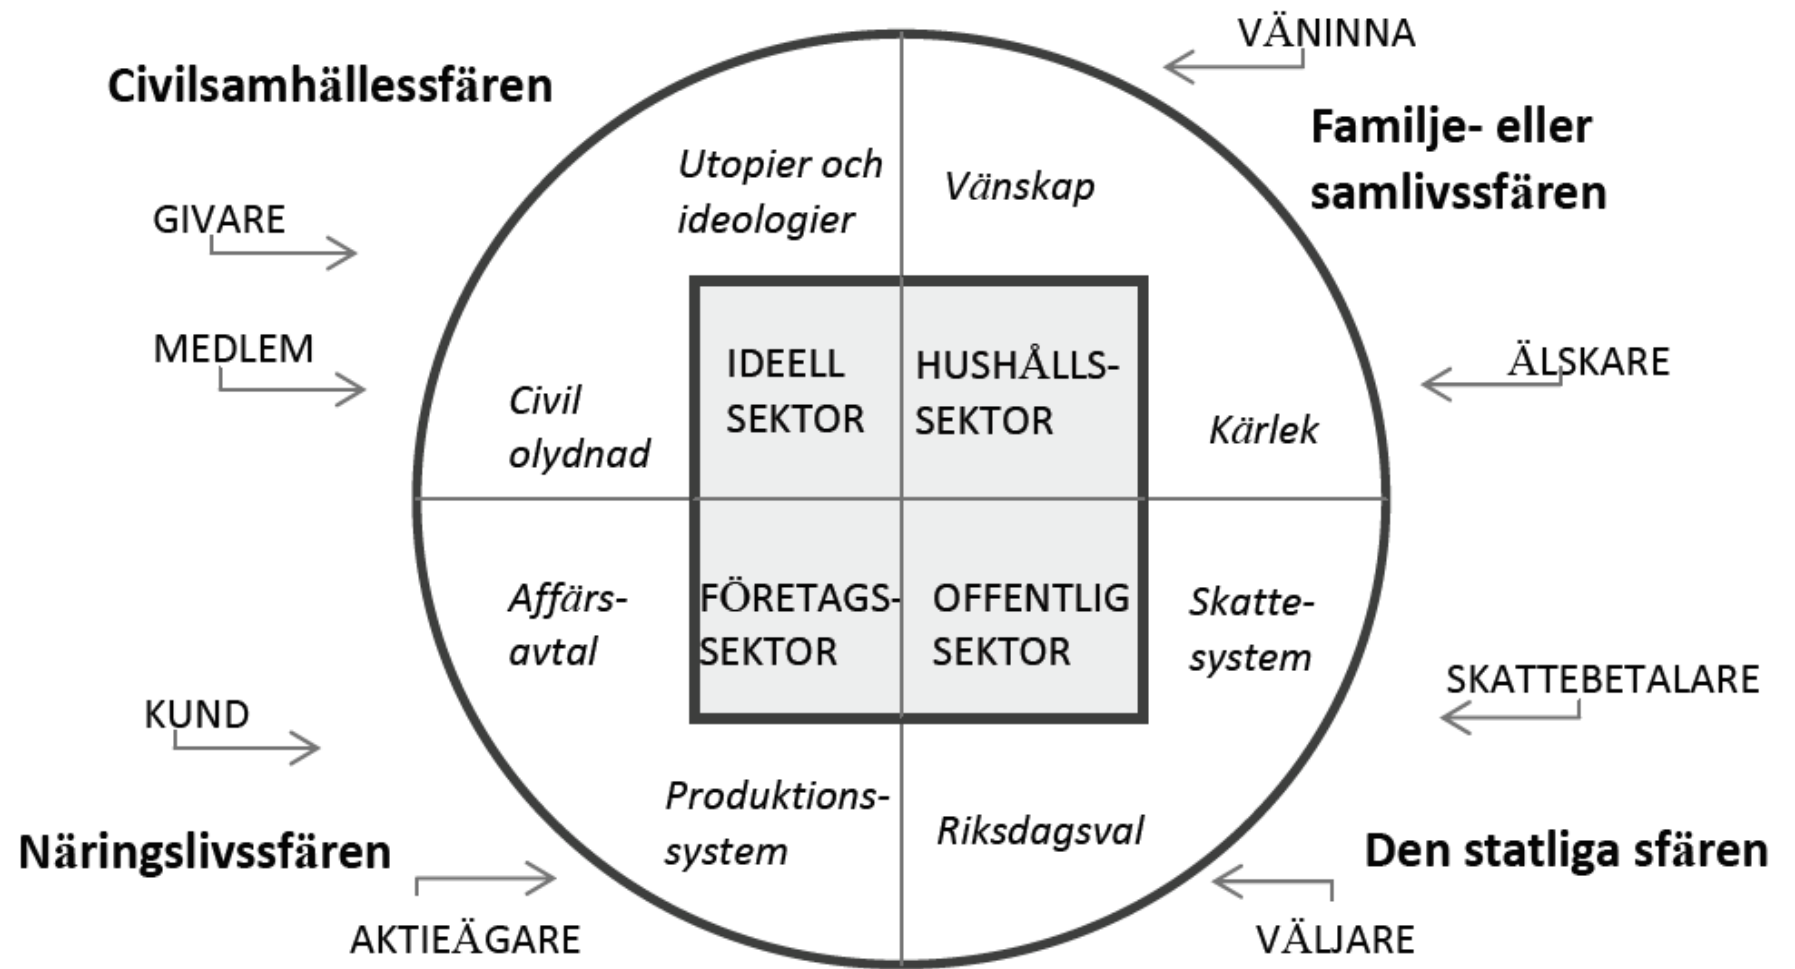 VÄNINNA
Civilsamhällessfären
Familje- eller
samlivssfären
Utopier och
ideologier
Vänskap
GIVARE
MEDLEM
IDEELL
SEKTOR
HUSHÅLLS-
SEKTOR
ÄLSKARE
Civil
olydnad
Kärlek
Affärs-
avtal
FÖRETAGS-
SEKTOR
OFFENTLIG
SEKTOR
Skatte-
system
SKATTEBETALARE
KUND
Produktions-
system
Riksdagsval
Näringslivssfären
Den statliga sfären
AKTIEÄGARE
VÄLJARE